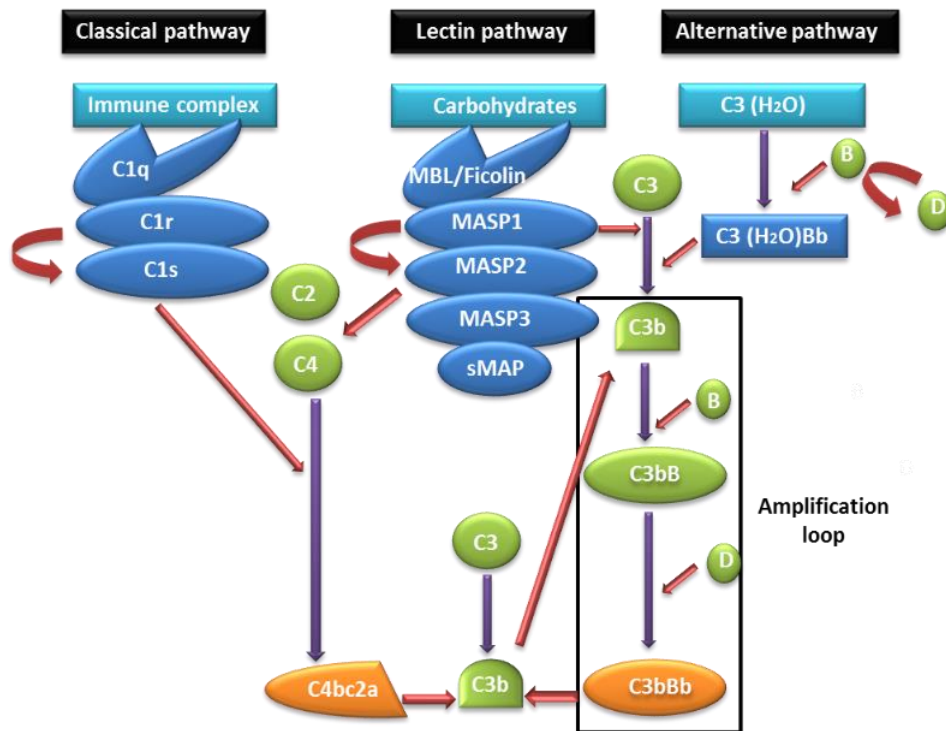 Classical pathway
Lectin pathway
Alternative pathway
Immune complex
Carbohydrates
C3 (H₂O)
C1q
MBL/Ficolin
C3
B
D
C1r
MASP1
C3 (H₂O)Bb
C1s
MASP2
C2
MASP3
C3b
C4
sMAP
B
C3bB
Amplification
loop
C3
D
C4bc2a
C3b
C3bBb